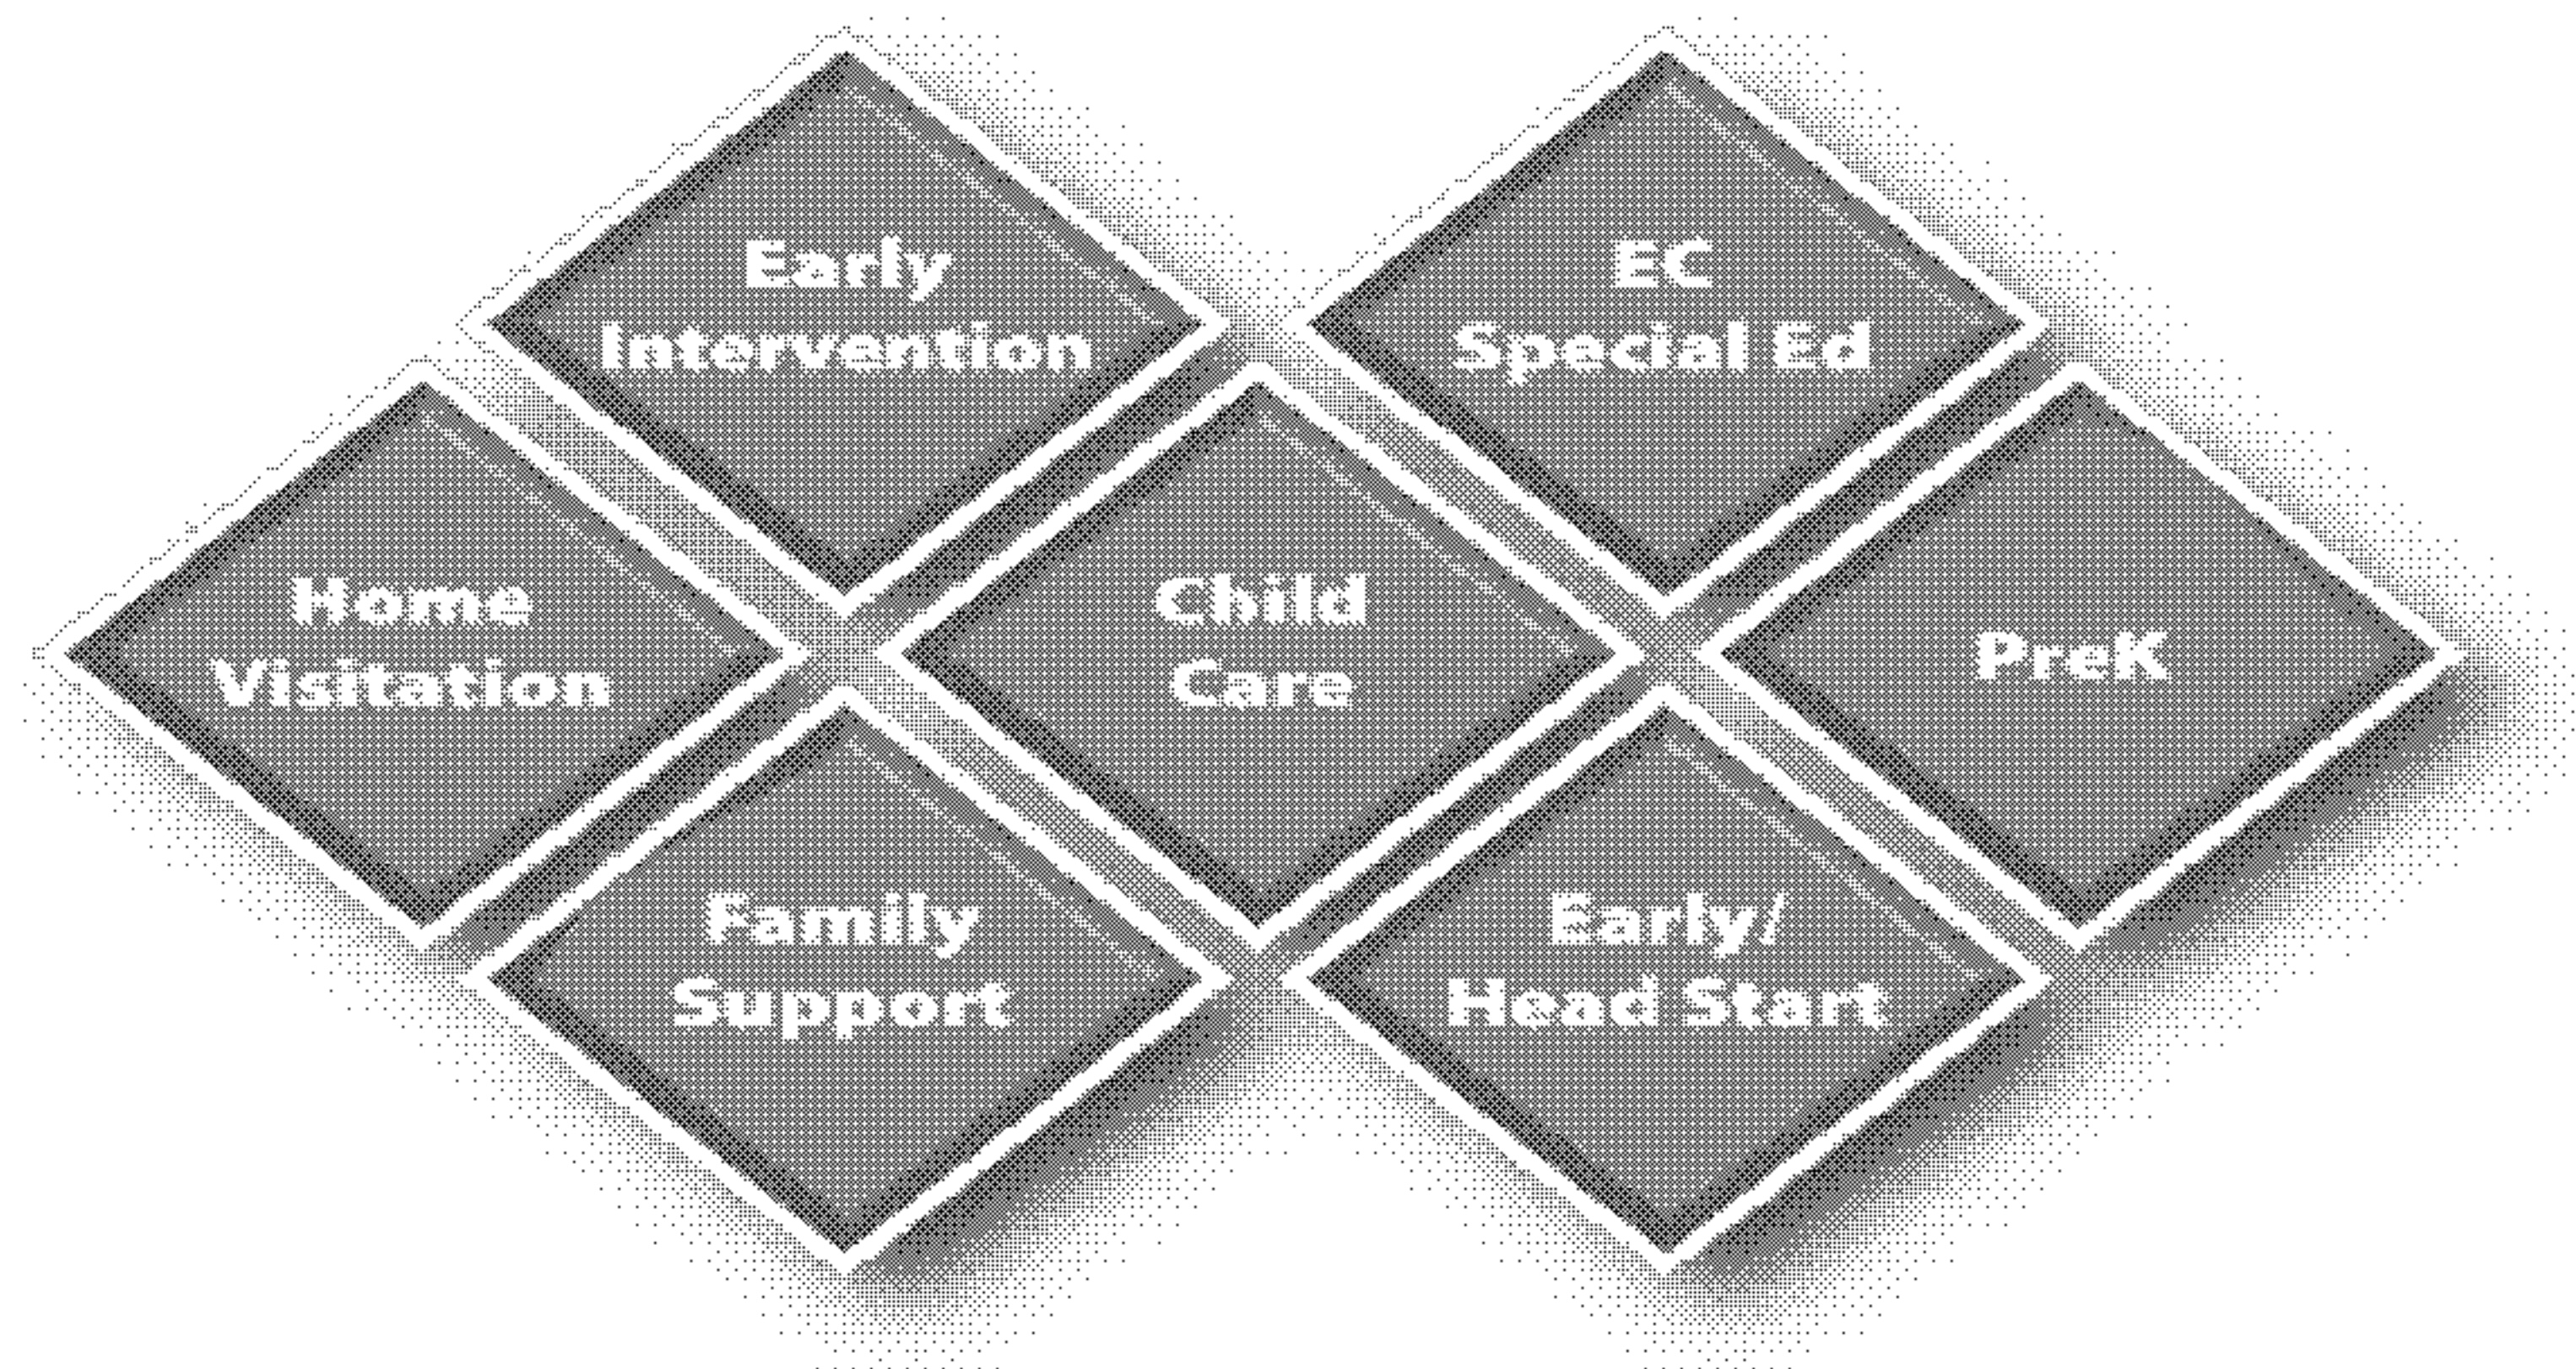 Early
Intervention
EC
Special Ed
Home
Visitation
Child
Care
PreK
Family
Support
Early/
Head Start